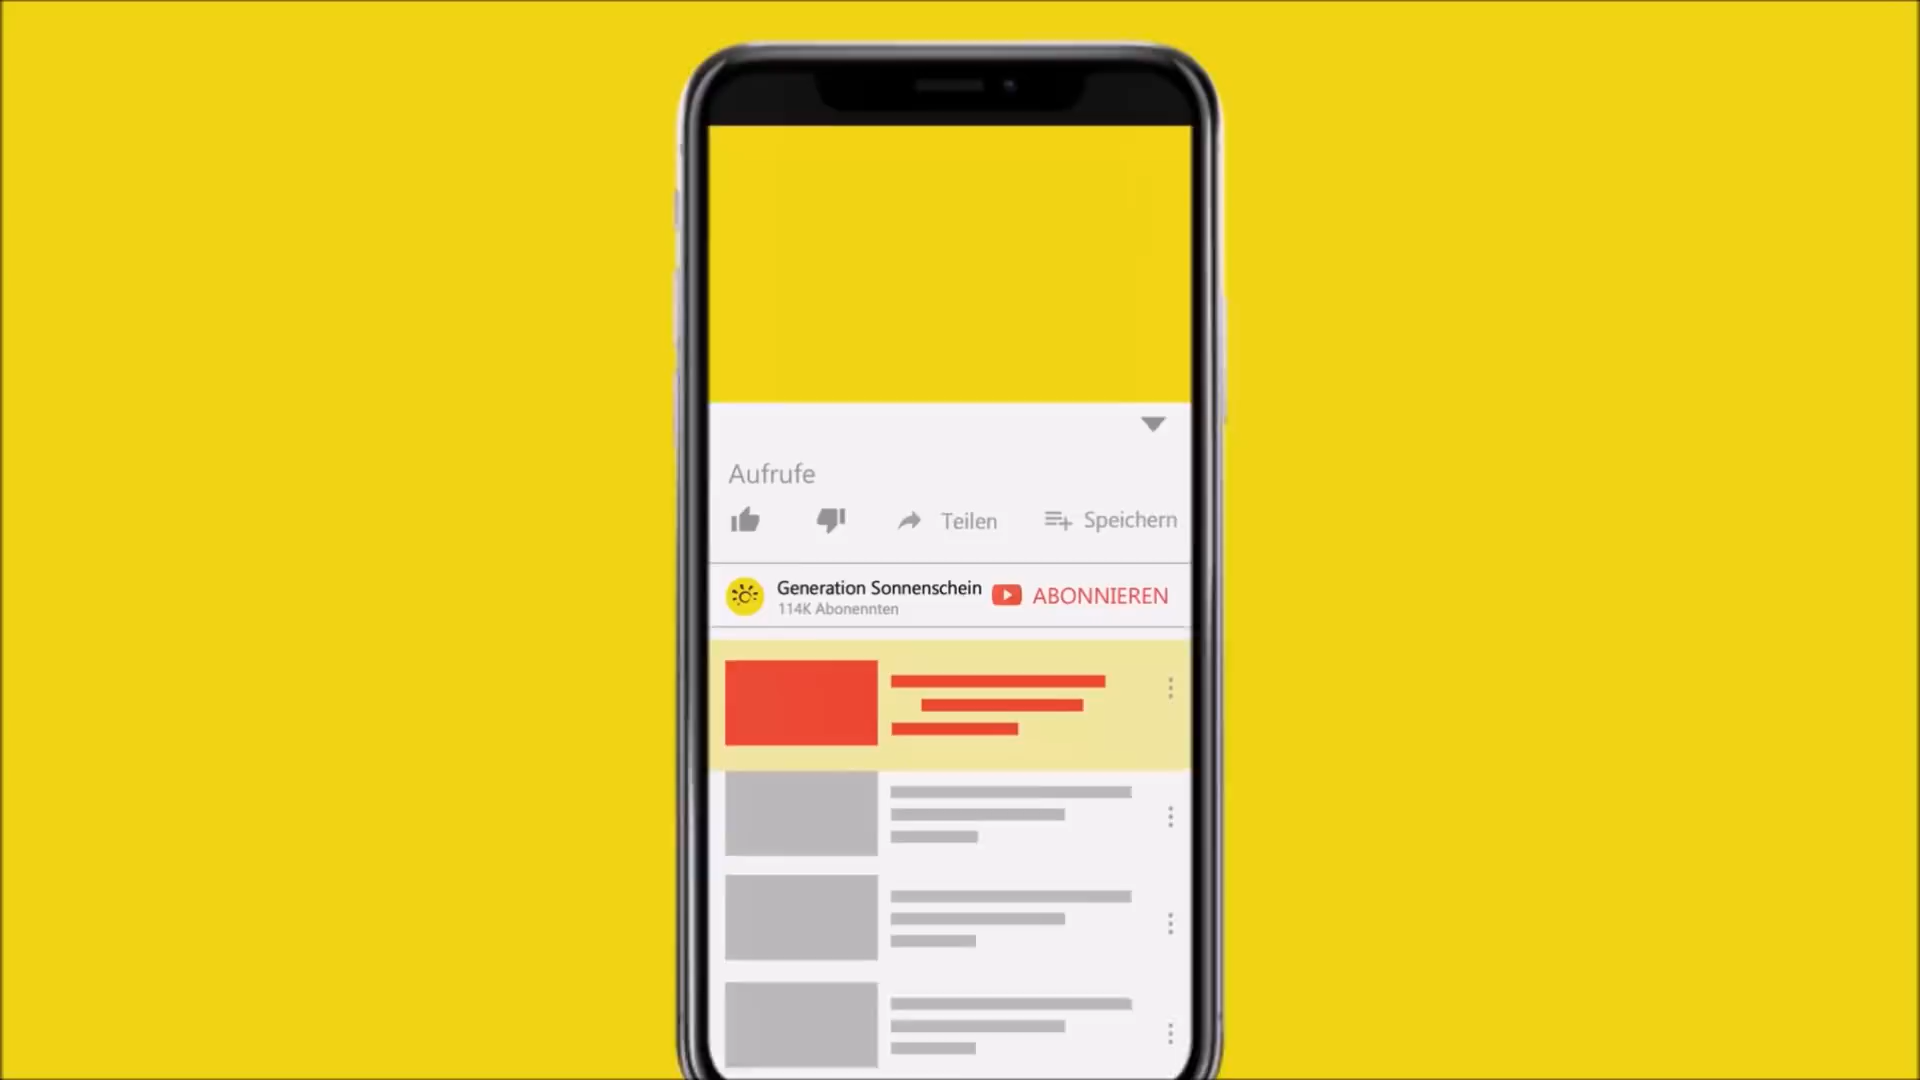 Aufrufe
Teilen
Speichern
Generation Sonnenschein
ABONNIEREN
114K Abonennten